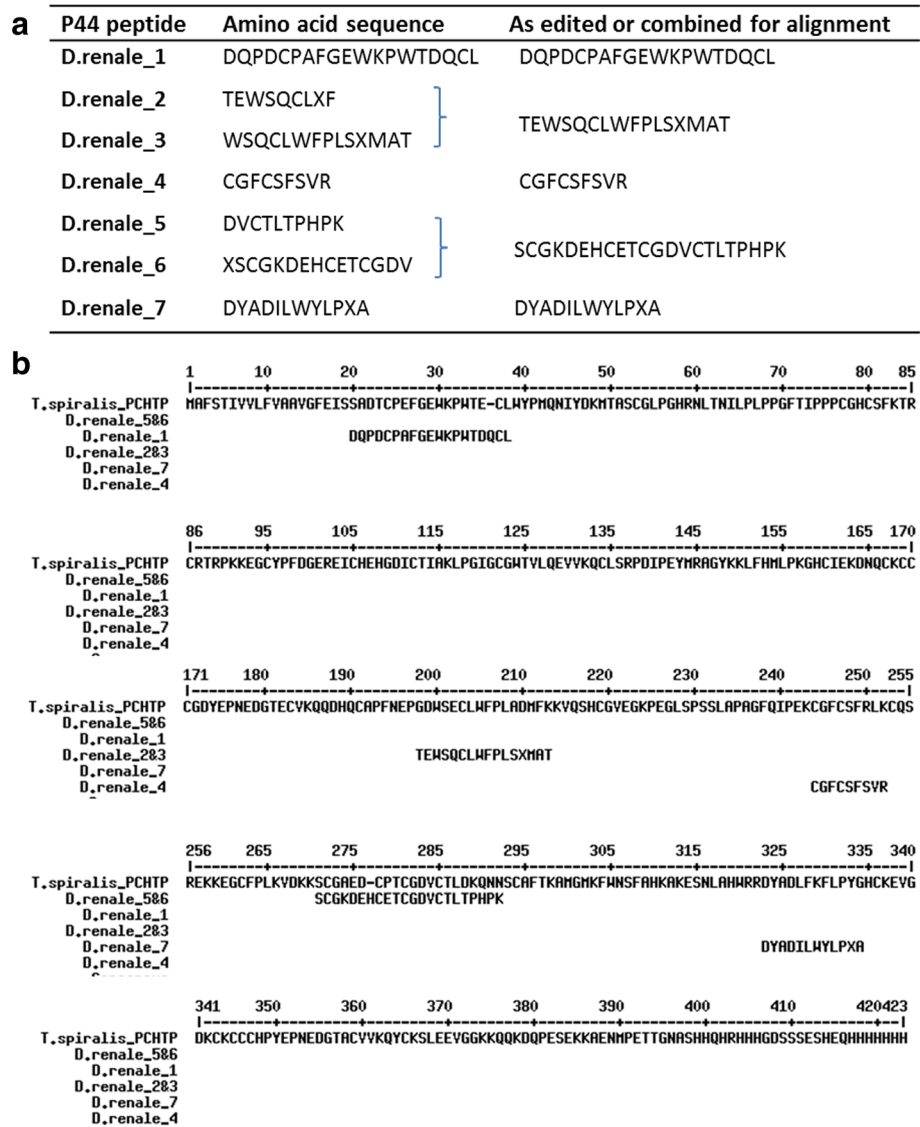 a
P44 peptide Amino acid sequence As edited or combined for alignment
D.renale_1 DQPDCPAFGEWKPWTDQCL DQPDCPAFGEWKPWTDQCL
D.renale_2 TEWSQCLXF
TEWSQCLWFPLSXMAT
D.renale_3 WSQCLWFPLSXMAT
D.renale_4 CGFCSFSVR CGFCSFSVR
D.renale_5 DVCTLTPHPK
SCGKDEHCETCGDVCTLTPHPK
D.renale_6 XSCGKDEHCETCGDV
D.renale_7 DYADILWYLPXA DYADILWYLPXA
b
1 10 20 30 40 50 60 70 80 85
T.spiralis_PCHTP MAFSTIVVLFVAAVGFEISSADTCPEFGEWKPWTE-CLWYPMQNIYDKMTASCGLPGHRNLTNILPLPPGFTIPPPCGHCSFKTR
D.renale_5&6
D.renale_1 DQPDCPAFGEWKPWTDQCL
D.renale_2&3
D.renale_7
D.renale_4
86 95 105 115 125 135 145 155 165 170
T.spiralis_PCHTP CRTRPKKEGCYPFDGEREICHEHGDICTIAKLPGIGCGWTVLQEVVKQCLSRPDIPEYMRAGYKKLFHMLPKGHCIEKDNQCKCC
D.renale_5&6
D.renale_1
D.renale_2&3
D.renale_7
D.renale_4
171 180 190 200 210 220 230 240 250 255
T.spiralis_PCHTP CGDYEPNEDGTECVKQQDHQCAPFNEPGDWSECLWFPLADMFKKVQSHCGVEGKPEGLSPSSLAPAGFQIPEKCGFCSFRLKCQS
D.renale_5&6
D.renale_1
D.renale_2&3 TEWSQCLWFPLSXMAT
D.renale_7
D.renale_4 CGFCSFSVR
256 265 275 285 295 305 315 325 335 340
T.spiralis_PCHTP REKKEGCFPLKVDKKSCGAED-CPTCGDVCTLDKQNNSCAFTKAMGMKFWNSFAHKAKESNLAHWRRDYADLFKFLPYGHCKEVG
D.renale_5&6 SCGKDEHCETCGDVCTLTPHPK
D.renale_1
D.renale_2&3
D.renale_7 DYADILWYLPXA
D.renale_4
341 350 360 370 380 390 400 410 420423
T.spiralis_PCHTP DKCKCCCHPYEPNEDGTACVVKQYCKSLEEVGGKKQQKDQPESEKKAENMPETTGNASHHQHRHHHGDSSSESHEQHHHHHH
D.renale_5&6
D.renale_1
D.renale_2&3
D.renale_7
D.renale_4